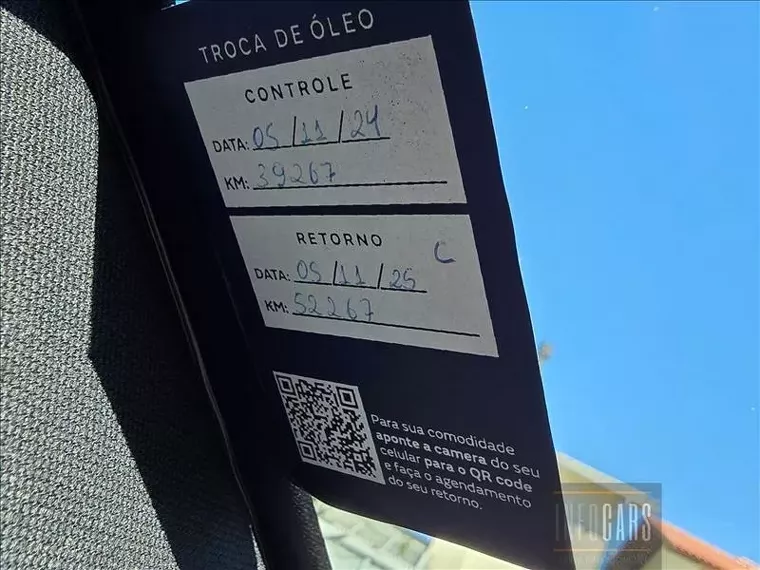 TROCA DE ÓLEO
CONTROLE
DATA: 05/11/24
KM: 39267
RETORNO
C
DATA: 05/11/25
KM: 52267
Para sua comodidade
aponte a camera do seu
celular para o QR code
e faça o agendamento
do seu retorno.
INFOCARS